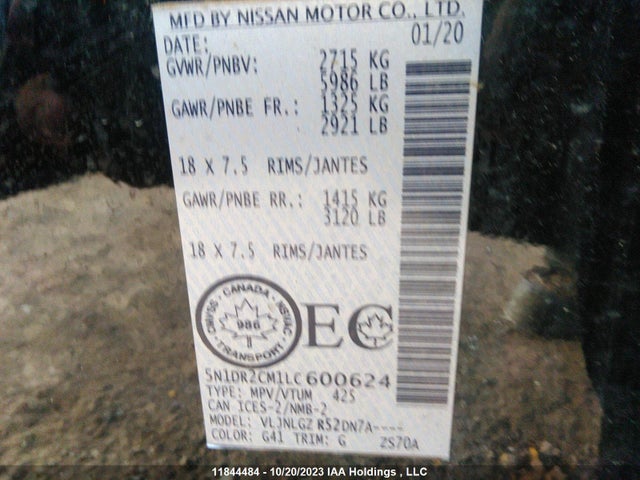 MFD BY NISSAN MOTOR CO., LTD.
DATE: 01/20
GVWR/PNBV: 2715 KG
5986 LB
GAWR/PNBE FR.: 1325 KG
2921 LB
18 X 7.5 RIMS/JANTES
GAWR/PNBE RR.: 1415 KG
3120 LB
18 X 7.5 RIMS/JANTES
CANADA
986
TRANSPORT
EC
5N1DR2CM1LC600624
TYPE: MPV/VTUM 425
CAN ICES-2/NMB-2
MODEL: VLJNLGZ R52DN7A----
COLOR: G41 TRIM: G ZS70A
11844484 - 10/20/2023 IAA Holdings , LLC